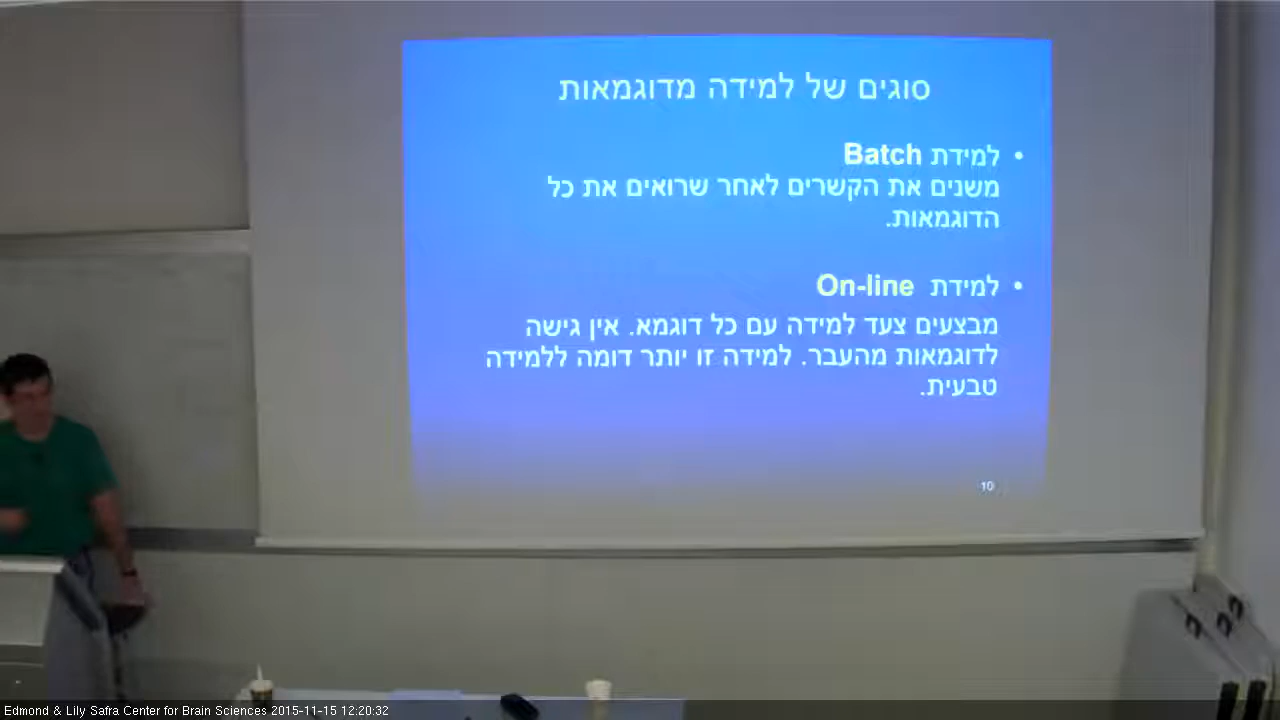 סוגים של למידה מדוגמאות
• למידת Batch
משנים את הקשרים לאחר שרואים את כל
הדוגמאות.
• למידת On-line
מבצעים צעד למידה עם כל דוגמא. אין גישה
לדוגמאות מהעבר. למידה זו יותר דומה ללמידה
טבעית.
10
Edmond & Lily Safra Center for Brain Sciences 2015-11-15 12:20:32